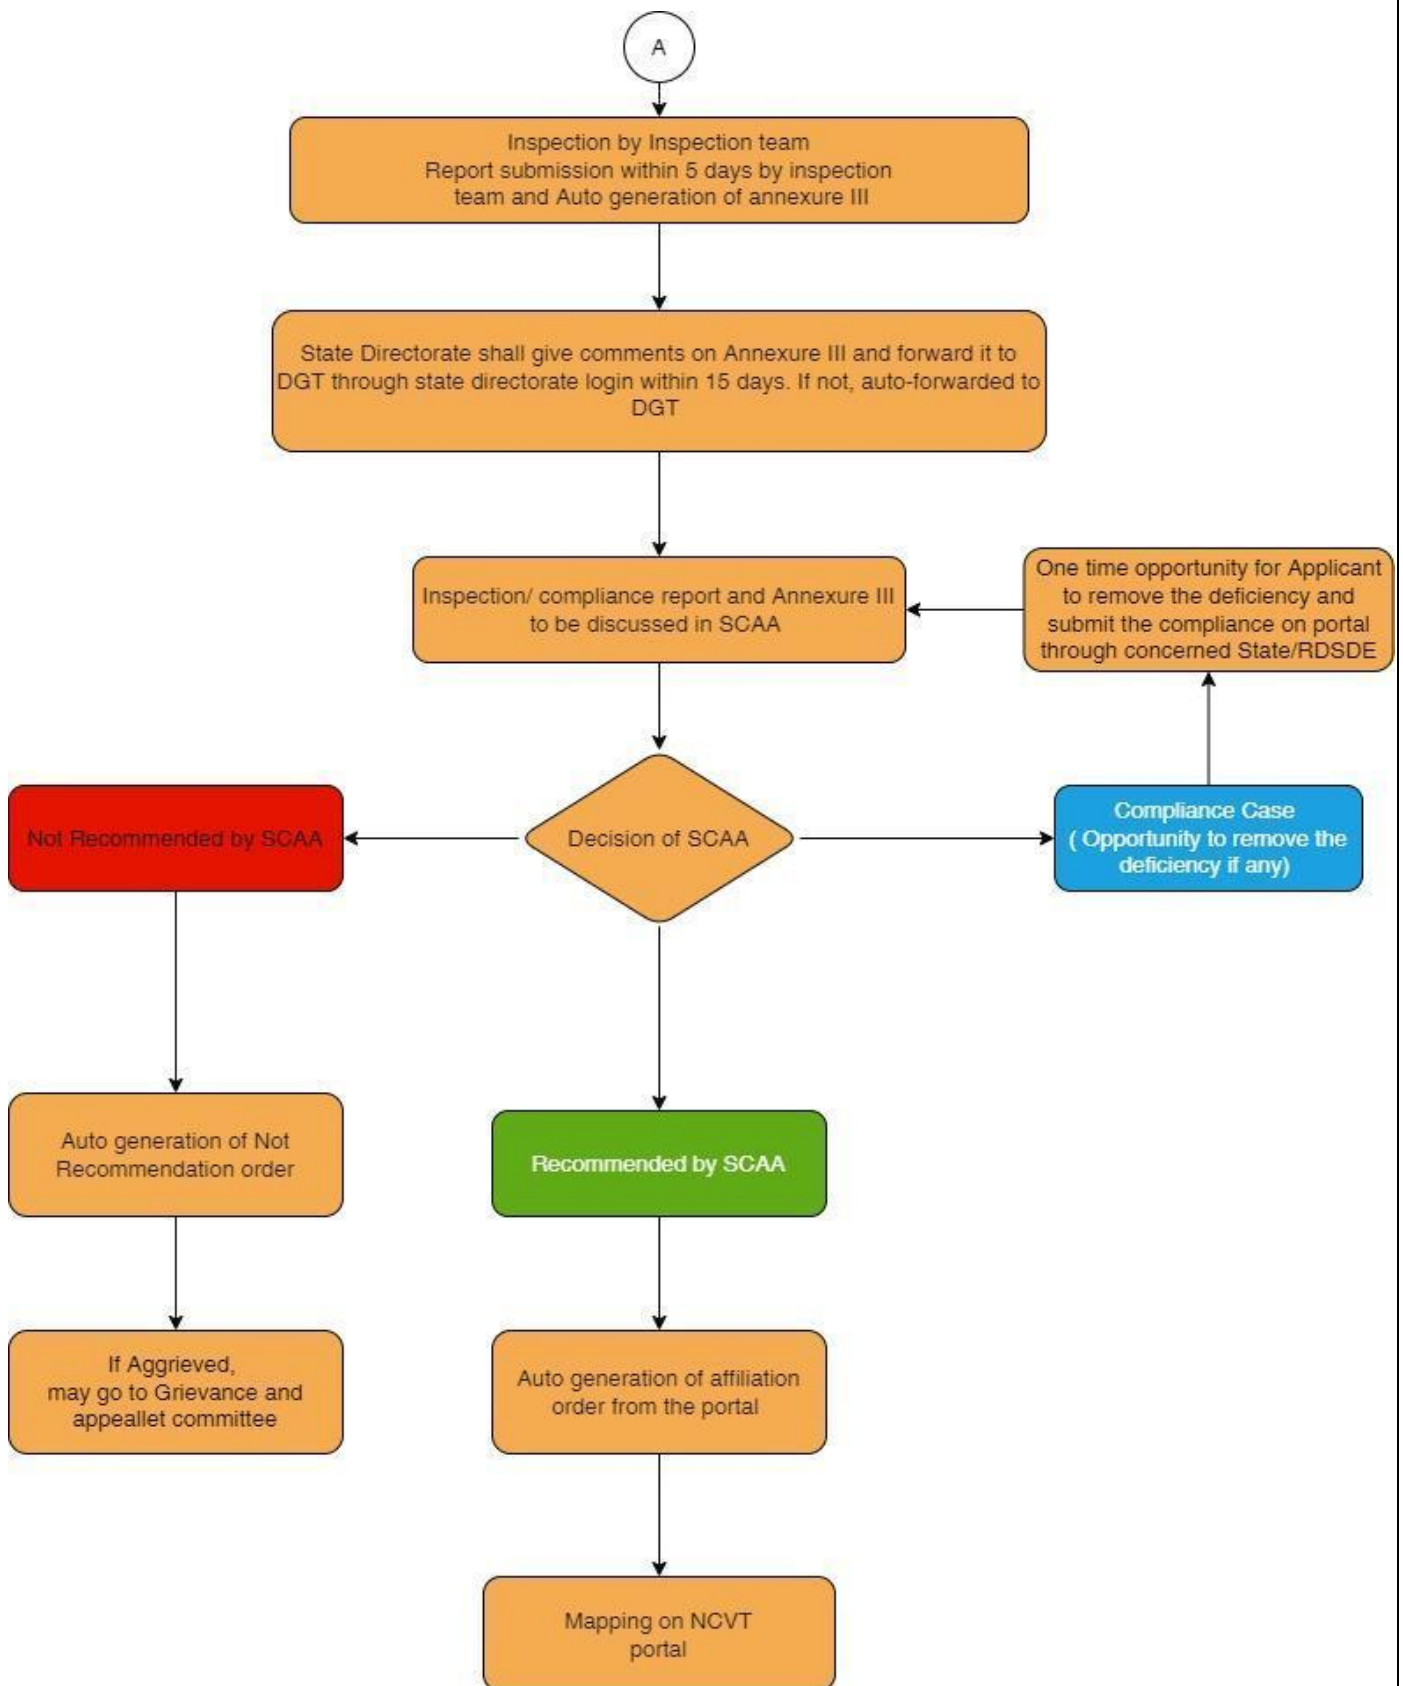 A
Inspection by Inspection team
Report submission within 5 days by inspection
team and Auto generation of annexure III
State Directorate shall give comments on Annexure III and forward it to
DGT through state directorate login within 15 days. If not, auto-forwarded to
DGT
Inspection/ compliance report and Annexure III
to be discussed in SCAA
One time opportunity for Applicant
to remove the deficiency and
submit the compliance on portal
through concerned State/RDSDE
Not Recommended by SCAA
Decision of SCAA
Compliance Case
( Opportunity to remove the
deficiency if any)
Auto generation of Not
Recommendation order
Recommended by SCAA
If Aggrieved,
may go to Grievance and
appeallet committee
Auto generation of affiliation
order from the portal
Mapping on NCVT
portal